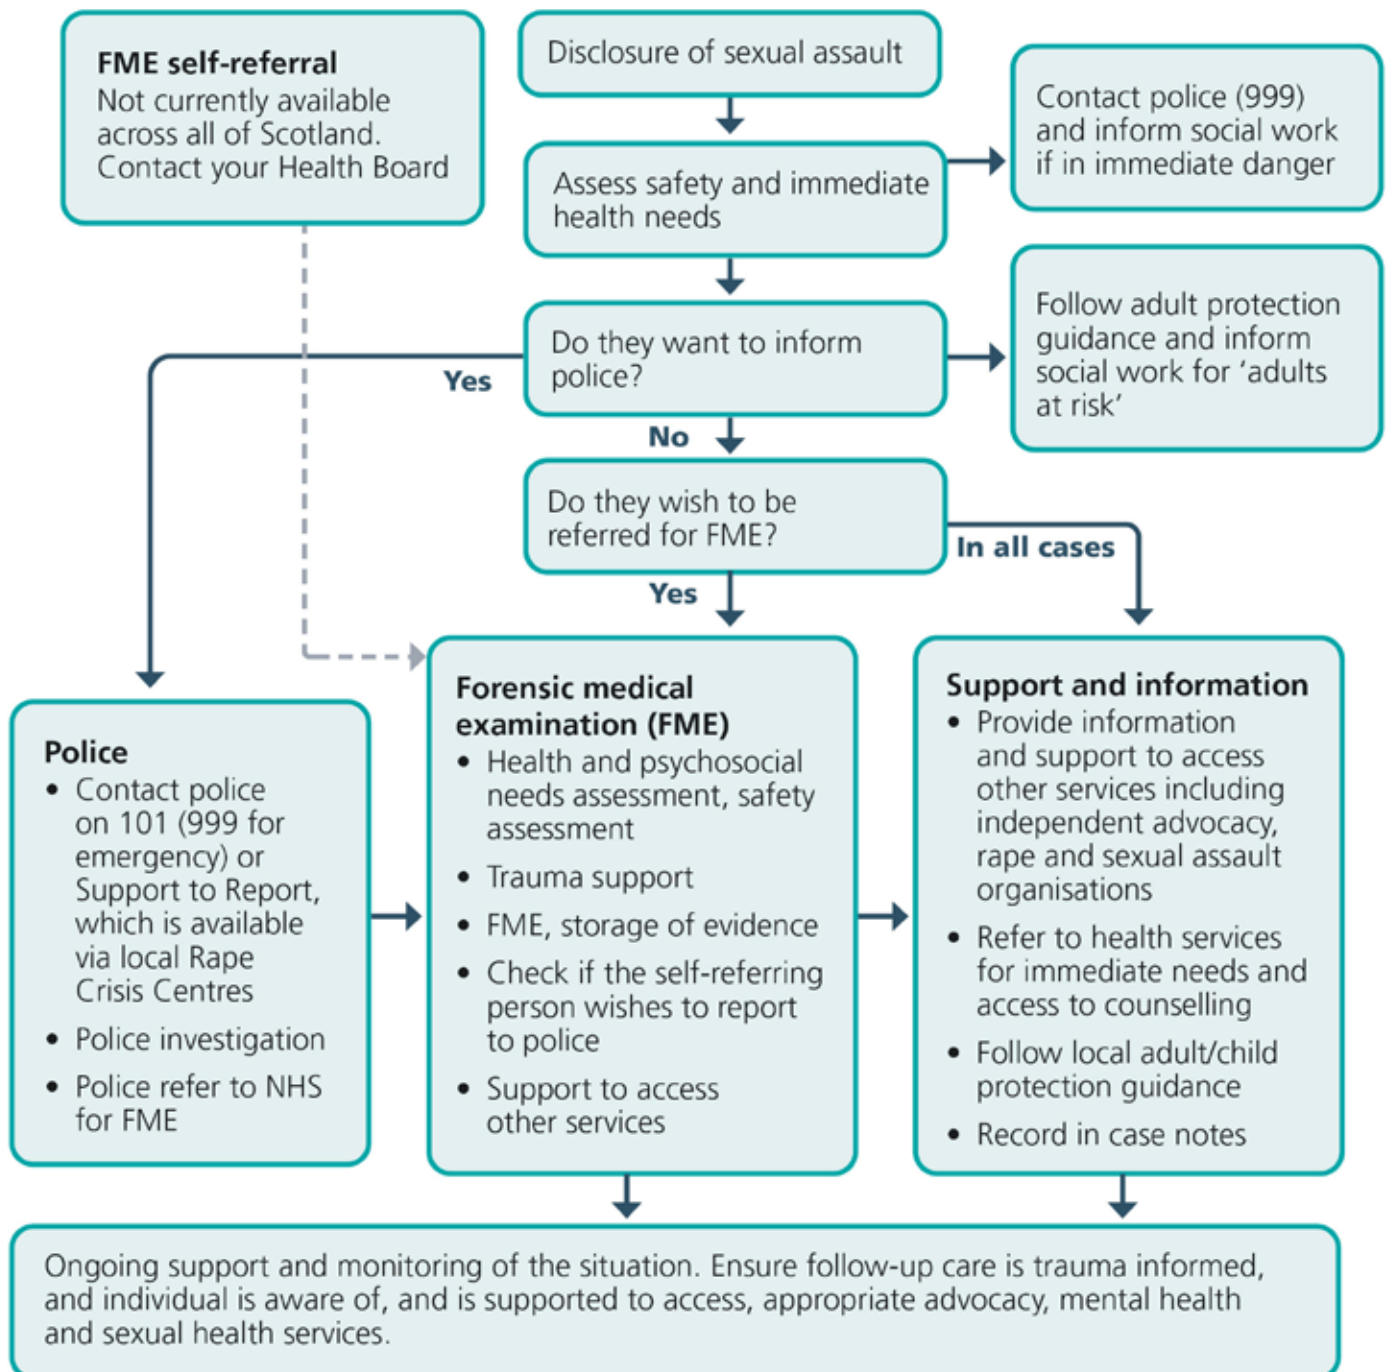 FME self-referral
Not currently available
across all of Scotland.
Contact your Health Board
Disclosure of sexual assault
Contact police (999)
and inform social work
if in immediate danger
Assess safety and immediate
health needs
Do they want to inform
police?
Follow adult protection
guidance and inform
social work for ‘adults
at risk’
Yes
No
Do they wish to be
referred for FME?
In all cases
Yes
Police
• Contact police
on 101 (999 for
emergency) or
Support to Report,
which is available
via local Rape
Crisis Centres
• Police investigation
• Police refer to NHS
for FME
Forensic medical
examination (FME)
• Health and psychosocial
needs assessment, safety
assessment
• Trauma support
• FME, storage of evidence
• Check if the self-referring
person wishes to report
to police
• Support to access
other services
Support and information
• Provide information
and support to access
other services including
independent advocacy,
rape and sexual assault
organisations
• Refer to health services
for immediate needs and
access to counselling
• Follow local adult/child
protection guidance
• Record in case notes
Ongoing support and monitoring of the situation. Ensure follow-up care is trauma informed,
and individual is aware of, and is supported to access, appropriate advocacy, mental health
and sexual health services.